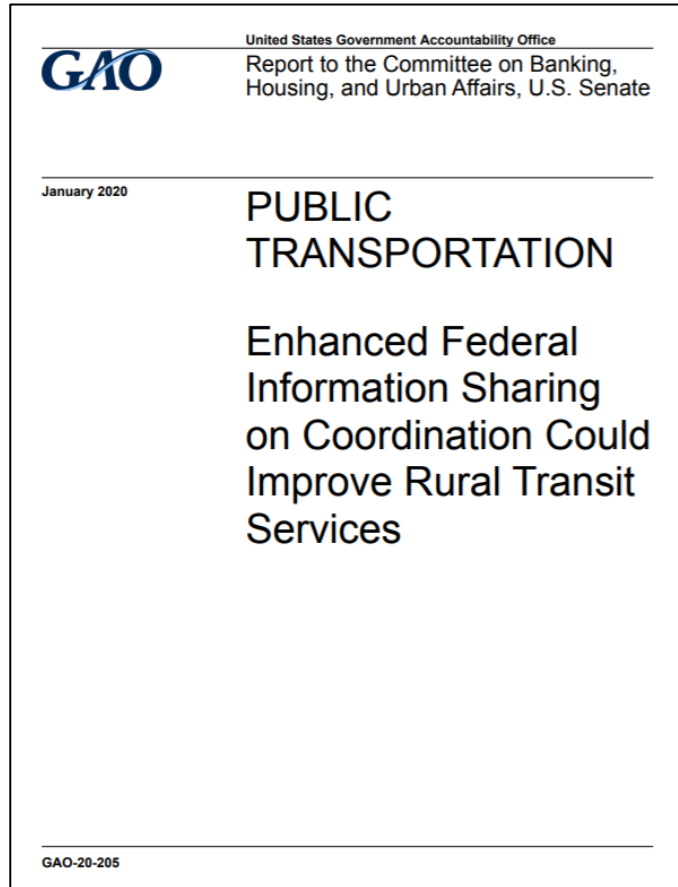 United States Government Accountability Office
GAO
Report to the Committee on Banking,
Housing, and Urban Affairs, U.S. Senate
January 2020
PUBLIC
TRANSPORTATION
Enhanced Federal
Information Sharing
on Coordination Could
Improve Rural Transit
Services
GAO-20-205